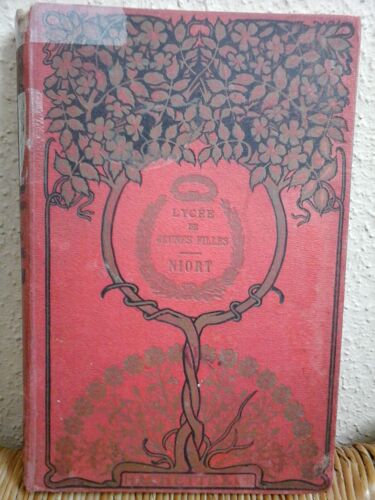 LYCÉE
DE
JEUNES FILLES
NIORT